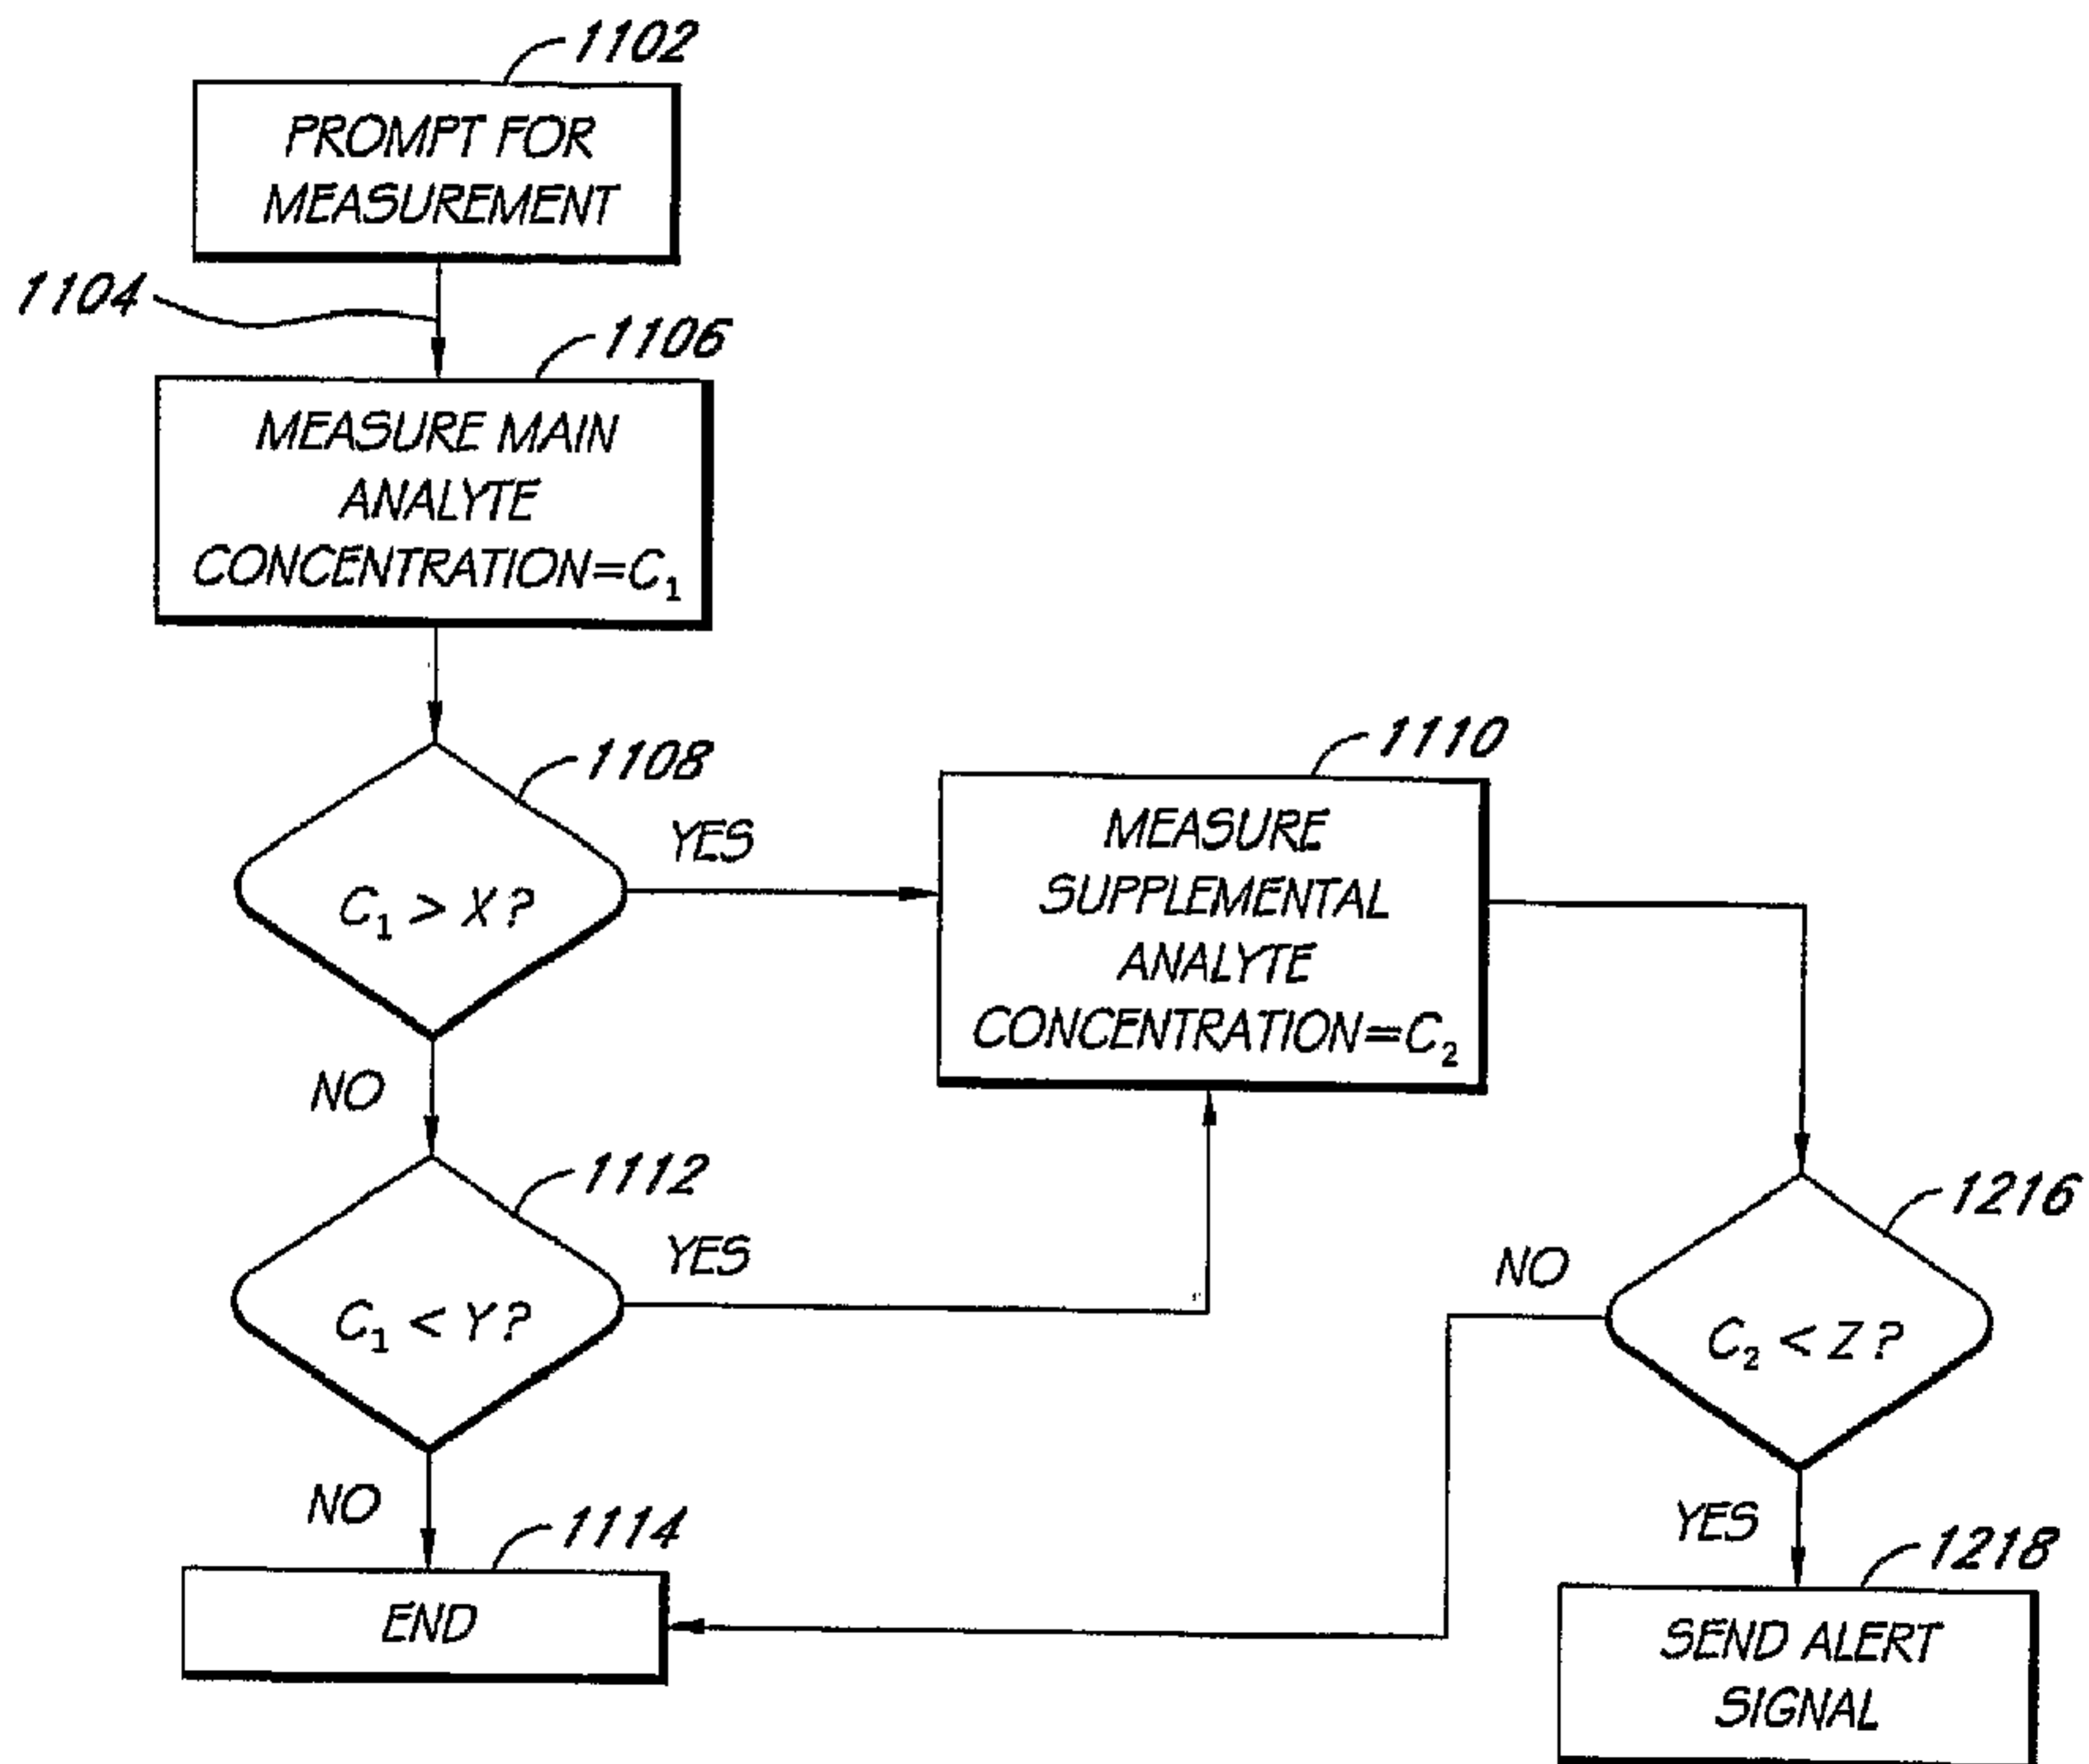 1102
PROMPT FOR
MEASUREMENT
1104
1106
MEASURE MAIN
ANALYTE
CONCENTRATION=C₁
1108
C₁ > X?
YES
NO
1110
MEASURE
SUPPLEMENTAL
ANALYTE
CONCENTRATION=C₂
1112
C₁ < Y?
YES
NO
1114
END
1216
C₂ < Z?
NO
YES
1218
SEND ALERT
SIGNAL